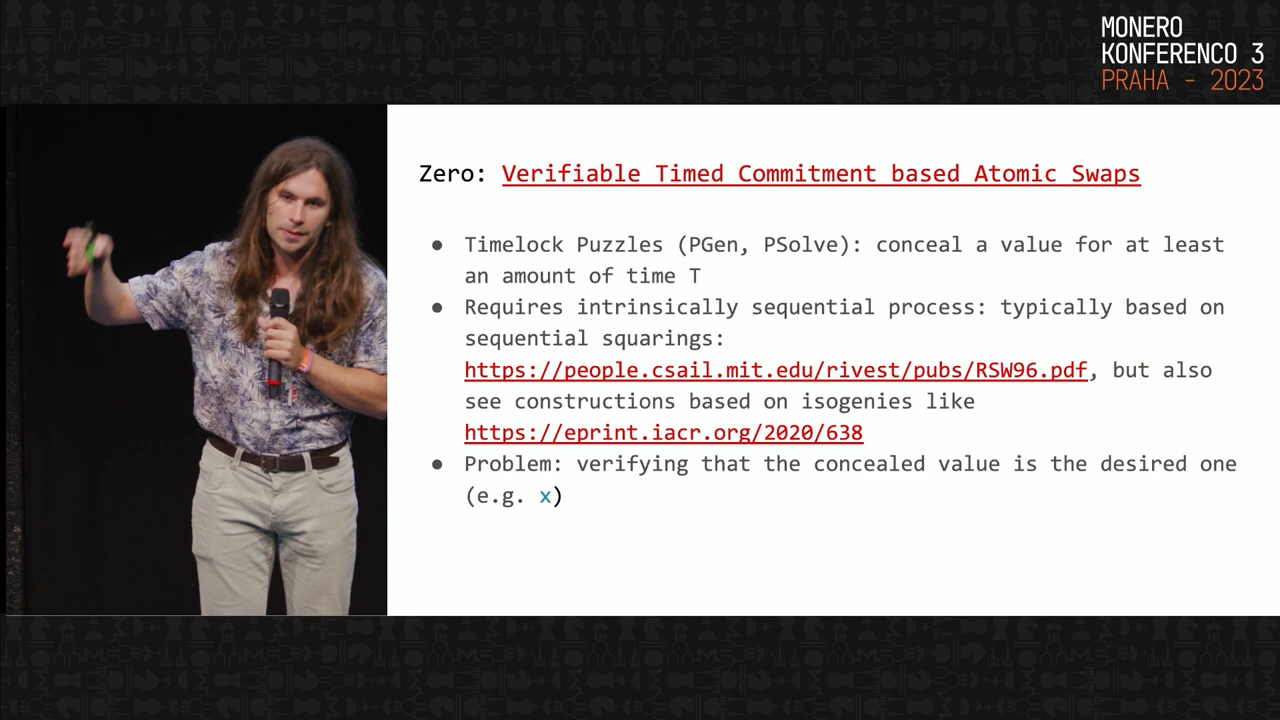 MONERO
KONFERENCO 3
PRAHA - 2023
Zero: Verifiable Timed Commitment based Atomic Swaps
● Timelock Puzzles (PGen, PSolve): conceal a value for at least
an amount of time T
● Requires intrinsically sequential process: typically based on
sequential squarings:
https://people.csail.mit.edu/rivest/pubs/RSW96.pdf, but also
see constructions based on isogenies like
https://eprint.iacr.org/2020/638
● Problem: verifying that the concealed value is the desired one
(e.g. x)